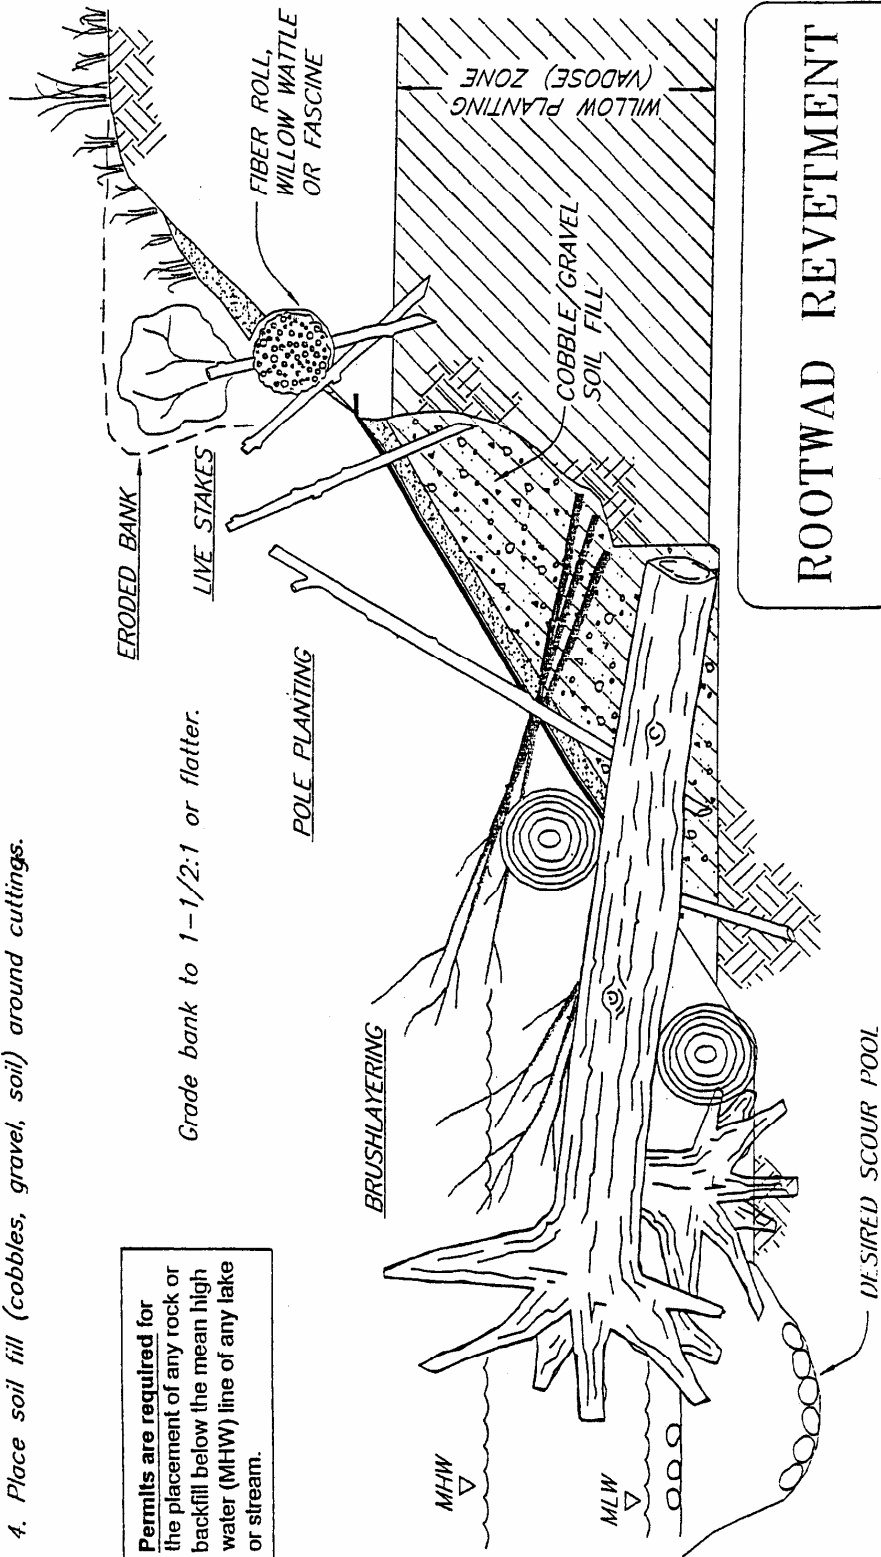 4. Place soil fill (cobbles, gravel, soil) around cuttings.
Permits are required for
the placement of any rock or
backfill below the mean high
water (MHW) line of any lake
or stream.
Grade bank to 1-1/2:1 or flatter.
ERODED BANK
LIVE STAKES
POLE PLANTING
BRUSHLAYERING
FIBER ROLL,
WILLOW WATTLE
OR FASCINE
MHW
MLW
COBBLE/GRAVEL
SOIL FILL
WILLOW PLANTING
(VADOSE) ZONE
DESIRED SCOUR POOL
ROOTWAD REVETMENT